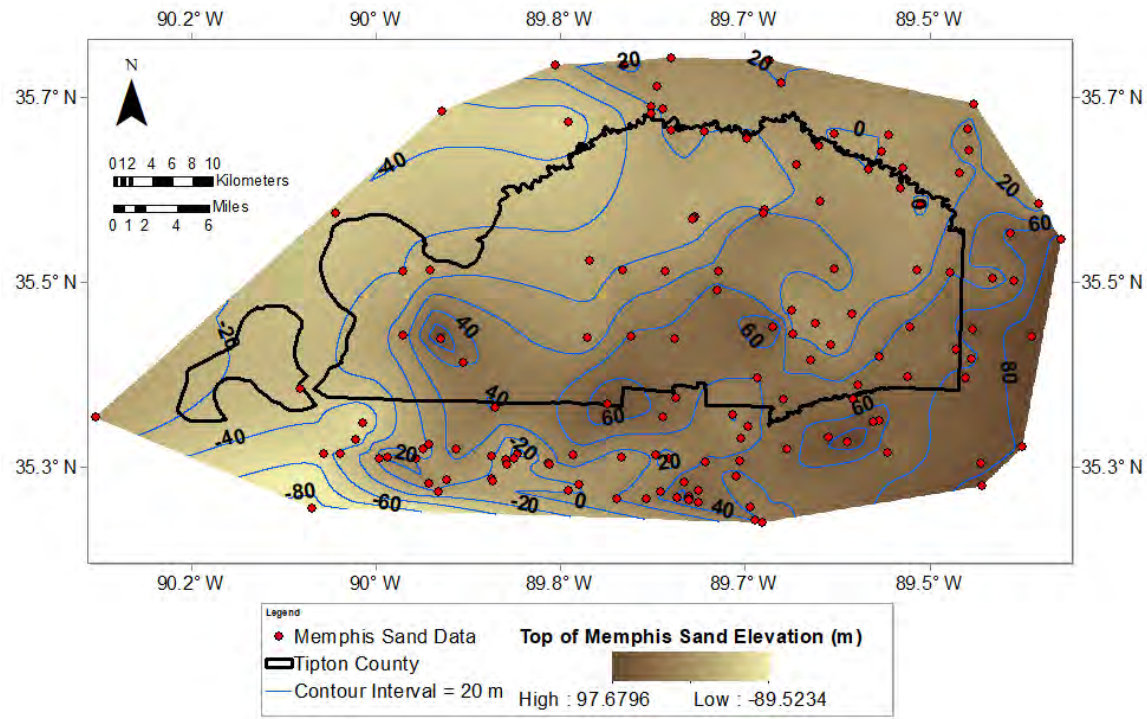 90.2° W 90° W 89.8° W 89.7° W 89.5° W
20 20
35.7° N 35.7° N
N
0
-40
0 1 2 4 6 8 10
Kilometers
Miles
0 1 2 4 6
20
0
60
35.5° N 35.5° N
-20 40 60
80
40
60 60
-40
-20 -20 20
35.3° N 35.3° N
-80 -60 -20 0 40
90.2° W 90° W 89.8° W 89.7° W 89.5° W
Legend
Memphis Sand Data
Tipton County
Contour Interval = 20 m
Top of Memphis Sand Elevation (m)
High : 97.6796 Low : -89.5234